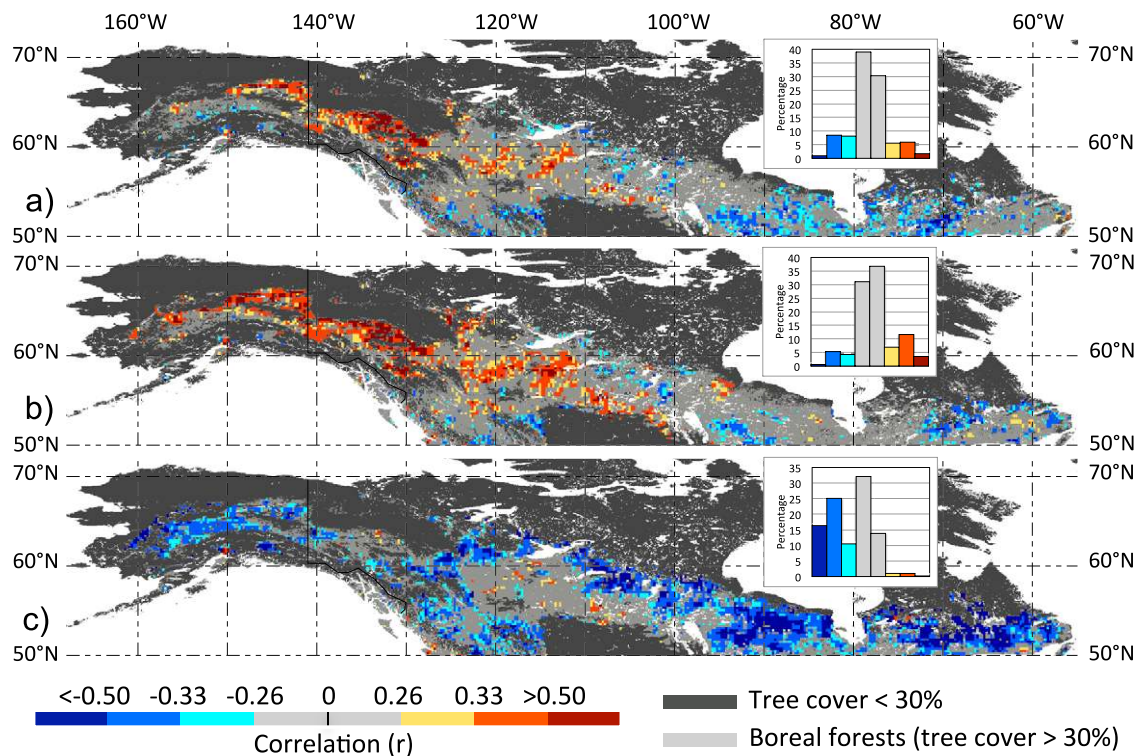 160°W 140°W 120°W 100°W 80°W 60°W
70°N 70°N
60°N 60°N
50°N 50°N
a)
Percentage
40
35
30
25
20
15
10
5
0
70°N 70°N
60°N 60°N
50°N 50°N
b)
Percentage
40
35
30
25
20
15
10
5
0
70°N 70°N
60°N 60°N
50°N 50°N
c)
Percentage
35
30
25
20
15
10
5
0
<-0.50 -0.33 -0.26 0 0.26 0.33 >0.50
Correlation (r)
Tree cover < 30%
Boreal forests (tree cover > 30%)